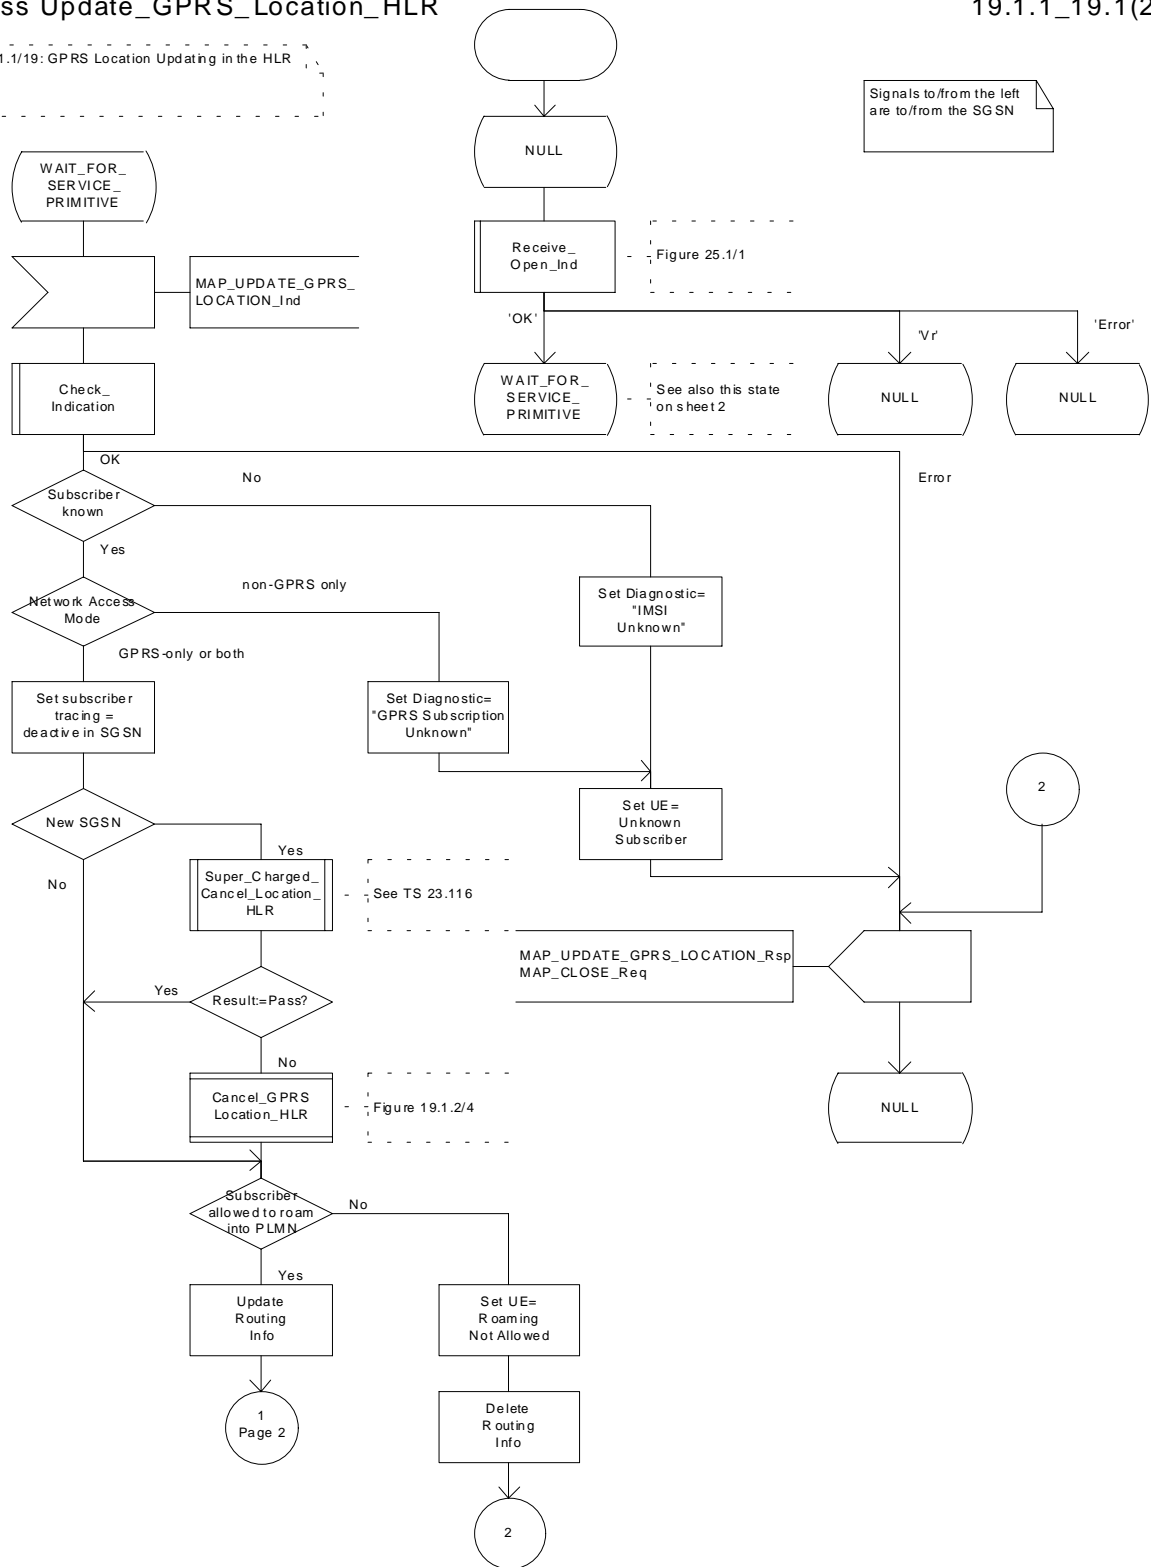 ss Update_GPRS_Location_HLR
19.1.1_19.1(2
1.1/19: GPRS Location Updating in the HLR
Signals to/from the left
are to/from the SGSN
NULL
WAIT_FOR_
SERVICE_
PRIMITIVE
Receive_
Open_Ind
Figure 25.1/1
MAP_UPDATE_GPRS_
LOCATION_Ind
'OK'
'Vr'
'Error'
Check_
Indication
WAIT_FOR_
SERVICE_
PRIMITIVE
See also this state
on sheet 2
NULL
NULL
OK
No
Error
Subscriber
known
Yes
non-GPRS only
Network Access
Mode
Set Diagnostic=
"IMSI
Unknown"
GPRS-only or both
Set subscriber
tracing =
deactive in SGSN
Set Diagnostic=
"GPRS Subscription
Unknown"
2
New SGSN
Set UE=
Unknown
Subscriber
Yes
No
Super_Charged_
Cancel_Location_
HLR
See TS 23.116
MAP_UPDATE_GPRS_LOCATION_Rsp
MAP_CLOSE_Req
Yes
Result:=Pass?
No
Cancel_GPRS
Location_HLR
Figure 19.1.2/4
NULL
Subscriber
allowed to roam
into PLMN
No
Yes
Update
Routing
Info
Set UE=
Roaming
Not Allowed
1
Page 2
Delete
Routing
Info
2